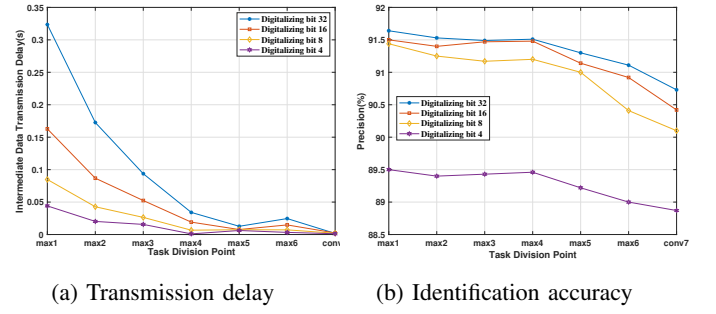 0.35
0.3
0.25
0.2
0.15
0.1
0.05
0
Intermediate Data Transmission Delay(s)
Digitalizing bit 32
Digitalizing bit 16
Digitalizing bit 8
Digitalizing bit 4
max1 max2 max3 max4 max5 max6 conv
Task Division Point
(a) Transmission delay
92
91.5
91
90.5
90
89.5
89
88.5
Precision(%)
Digitalizing bit 32
Digitalizing bit 16
Digitalizing bit 8
Digitalizing bit 4
max1 max2 max3 max4 max5 max6 conv7
Task Division Point
(b) Identification accuracy